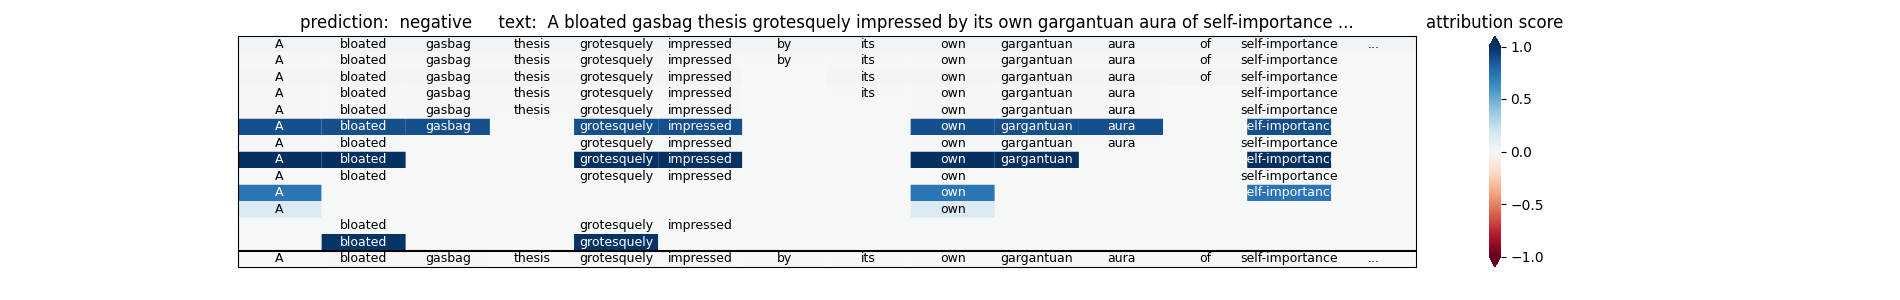 prediction: negative text: A bloated gasbag thesis grotesquely impressed by its own gargantuan aura of self-importance ... attribution score
A bloated gasbag thesis grotesquely impressed by its own gargantuan aura of self-importance ... 1.0
A bloated gasbag thesis grotesquely impressed by its own gargantuan aura of self-importance
A bloated gasbag thesis grotesquely impressed its own gargantuan aura of self-importance
A bloated gasbag thesis grotesquely impressed its own gargantuan aura self-importance 0.5
A bloated gasbag thesis grotesquely impressed own gargantuan aura self-importance
A bloated gasbag grotesquely impressed own gargantuan aura elf-importanc
A bloated grotesquely impressed own gargantuan aura self-importance
A bloated grotesquely impressed own gargantuan elf-importanc 0.0
A bloated grotesquely impressed own self-importance
A own elf-importanc
A own −0.5
bloated grotesquely impressed
bloated grotesquely
A bloated gasbag thesis grotesquely impressed by its own gargantuan aura of self-importance ... −1.0